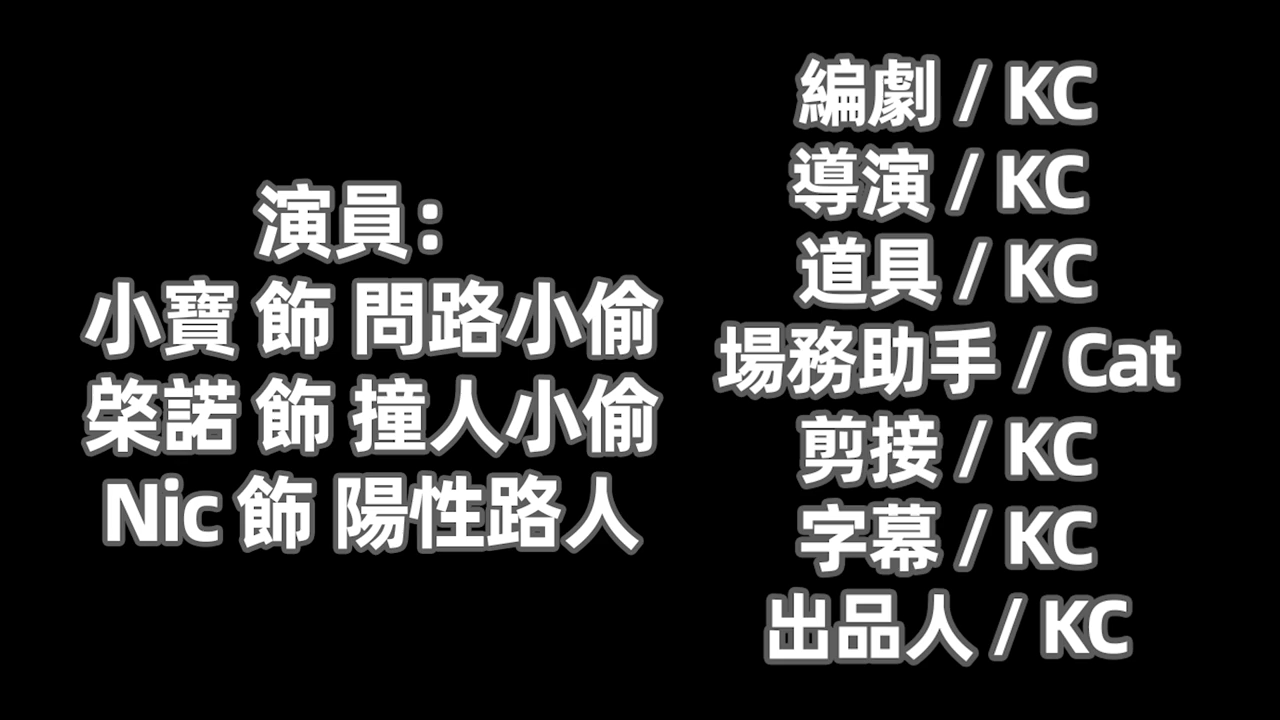 演員：
小寶 飾 問路小偷
棨諾 飾 撞人小偷
Nic 飾 陽性路人
編劇 / KC
導演 / KC
道具 / KC
場務助手 / Cat
剪接 / KC
字幕 / KC
出品人 / KC